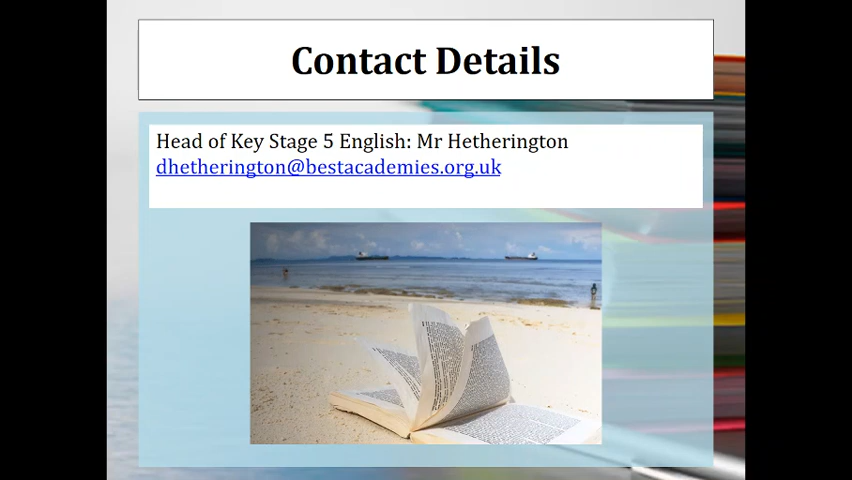 Contact Details
Head of Key Stage 5 English: Mr Hetherington
dhetherington@bestacademies.org.uk